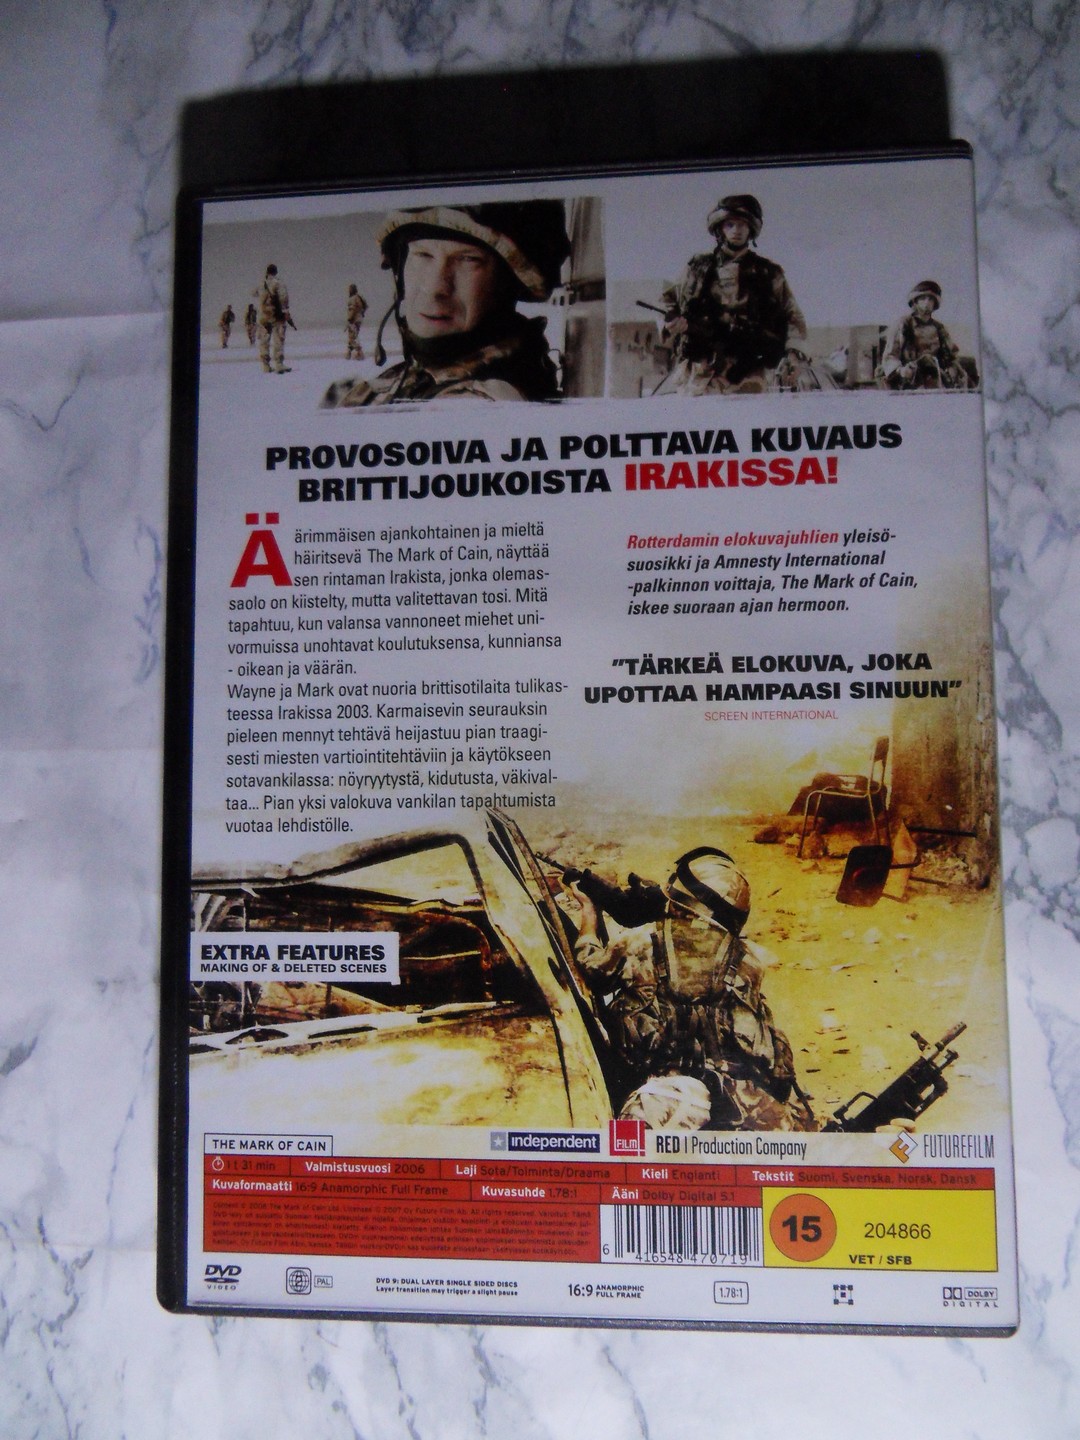 PROVOSOIVA JA POLTTAVA KUVAUS
BRITTIJOUKOISTA IRAKISSA!
Äärimmäisen ajankohtainen ja mieltä
häiritsevä The Mark of Cain, näyttää
sen rintaman Irakista, jonka olemas-
saolo on kiistelty, mutta valitettavan tosi. Mitä
tapahtuu, kun valansa vannoneet miehet uni-
vormuissa unohtavat koulutuksensa, kunniansa
- oikean ja väärän.
Wayne ja Mark ovat nuoria brittisotilaita tulikas-
teessa Irakissa 2003. Karmaisevin seurauksin
pieleen mennyt tehtävä heijastuu pian traagi-
sesti miesten vartiointitehtäviin ja käytökseen
sotavankilassa: nöyryytystä, kidutusta, väkival-
taa... Pian yksi valokuva vankilan tapahtumista
vuotaa lehdistölle.
Rotterdamin elokuvajuhlien yleisö-
suosikki ja Amnesty International
-palkinnon voittaja, The Mark of Cain,
iskee suoraan ajan hermoon.
"TÄRKEÄ ELOKUVA, JOKA
UPOTTAA HAMPAASI SINUUN"
SCREEN INTERNATIONAL
EXTRA FEATURES
MAKING OF & DELETED SCENES
THE MARK OF CAIN
independent
FILM
RED | Production Company
FUTUREFILM
1 t 31 min Valmistusvuosi 2006 Laji Sota/Toiminta/Draama Kieli Englanti Tekstit Suomi, Svenska, Norsk, Dansk
Kuvaformaatti 16:9 Anamorphic Full Frame Kuvasuhde 1.78:1 Ääni Dolby Digital 5.1
6 416548 470719
15
204866
VET / SFB
DVD VIDEO
2 PAL
DVD 9: DUAL LAYER SINGLE SIDED DISCS
Layer transition may trigger a slight pause
16:9 ANAMORPHIC FULL FRAME
1.78:1
DOLBY DIGITAL